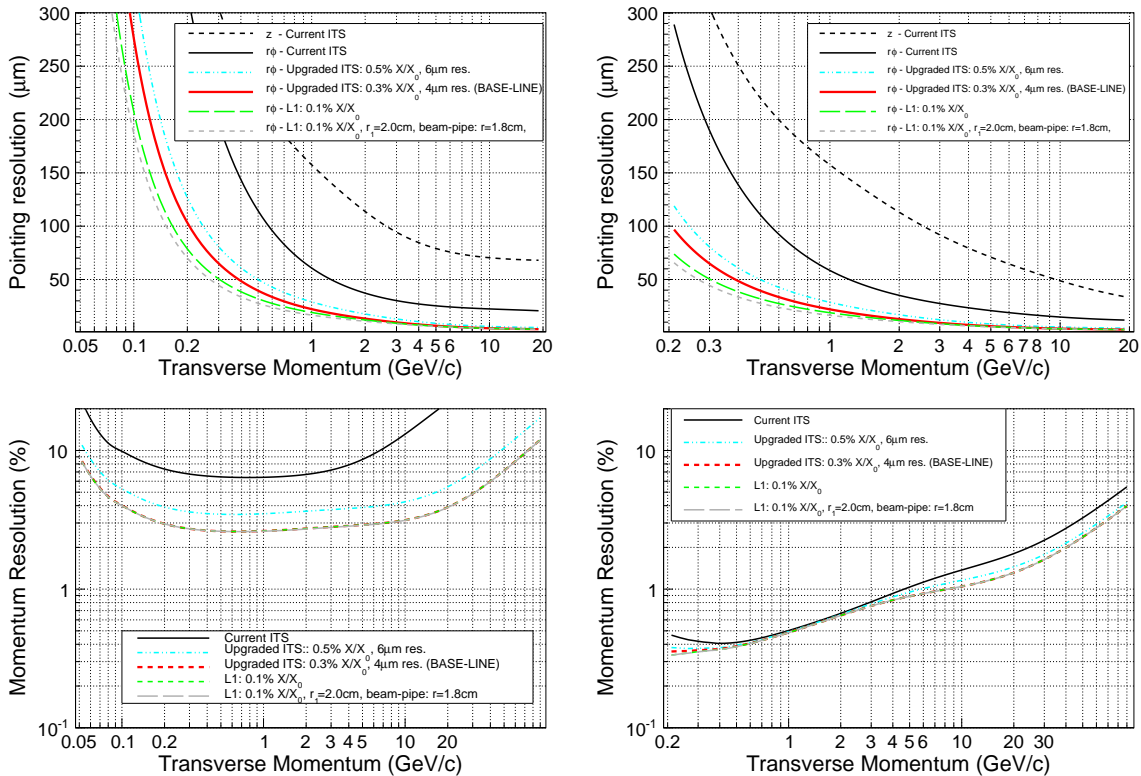 Pointing resolution (μm)
300
250
200
150
100
50
z - Current ITS
rφ - Current ITS
rφ - Upgraded ITS: 0.5% X/X0, 6μm res.
rφ - Upgraded ITS: 0.3% X/X0, 4μm res. (BASE-LINE)
rφ - L1: 0.1% X/X0
rφ - L1: 0.1% X/X0, r1=2.0cm, beam-pipe: r=1.8cm,
0.05 0.1 0.2 1 2 3 4 5 6 10 20
Transverse Momentum (GeV/c)
Pointing resolution (μm)
300
250
200
150
100
50
z - Current ITS
rφ - Current ITS
rφ - Upgraded ITS: 0.5% X/X0, 6μm res.
rφ - Upgraded ITS: 0.3% X/X0, 4μm res. (BASE-LINE)
rφ - L1: 0.1% X/X0
rφ - L1: 0.1% X/X0, r1=2.0cm, beam-pipe: r=1.8cm,
0.2 0.3 1 2 3 4 5 6 7 8 10 20
Transverse Momentum (GeV/c)
Momentum Resolution (%)
10
1
10-1
Current ITS
Upgraded ITS:: 0.5% X/X0, 6μm res.
Upgraded ITS: 0.3% X/X0, 4μm res. (BASE-LINE)
L1: 0.1% X/X0
L1: 0.1% X/X0, r1=2.0cm, beam-pipe: r=1.8cm
0.05 0.1 0.2 1 2 3 4 5 10 20
Transverse Momentum (GeV/c)
Momentum Resolution (%)
10
1
10-1
Current ITS
Upgraded ITS:: 0.5% X/X0, 6μm res.
Upgraded ITS: 0.3% X/X0, 4μm res. (BASE-LINE)
L1: 0.1% X/X0
L1: 0.1% X/X0, r1=2.0cm, beam-pipe: r=1.8cm
0.2 1 2 3 4 5 6 10 20 30
Transverse Momentum (GeV/c)